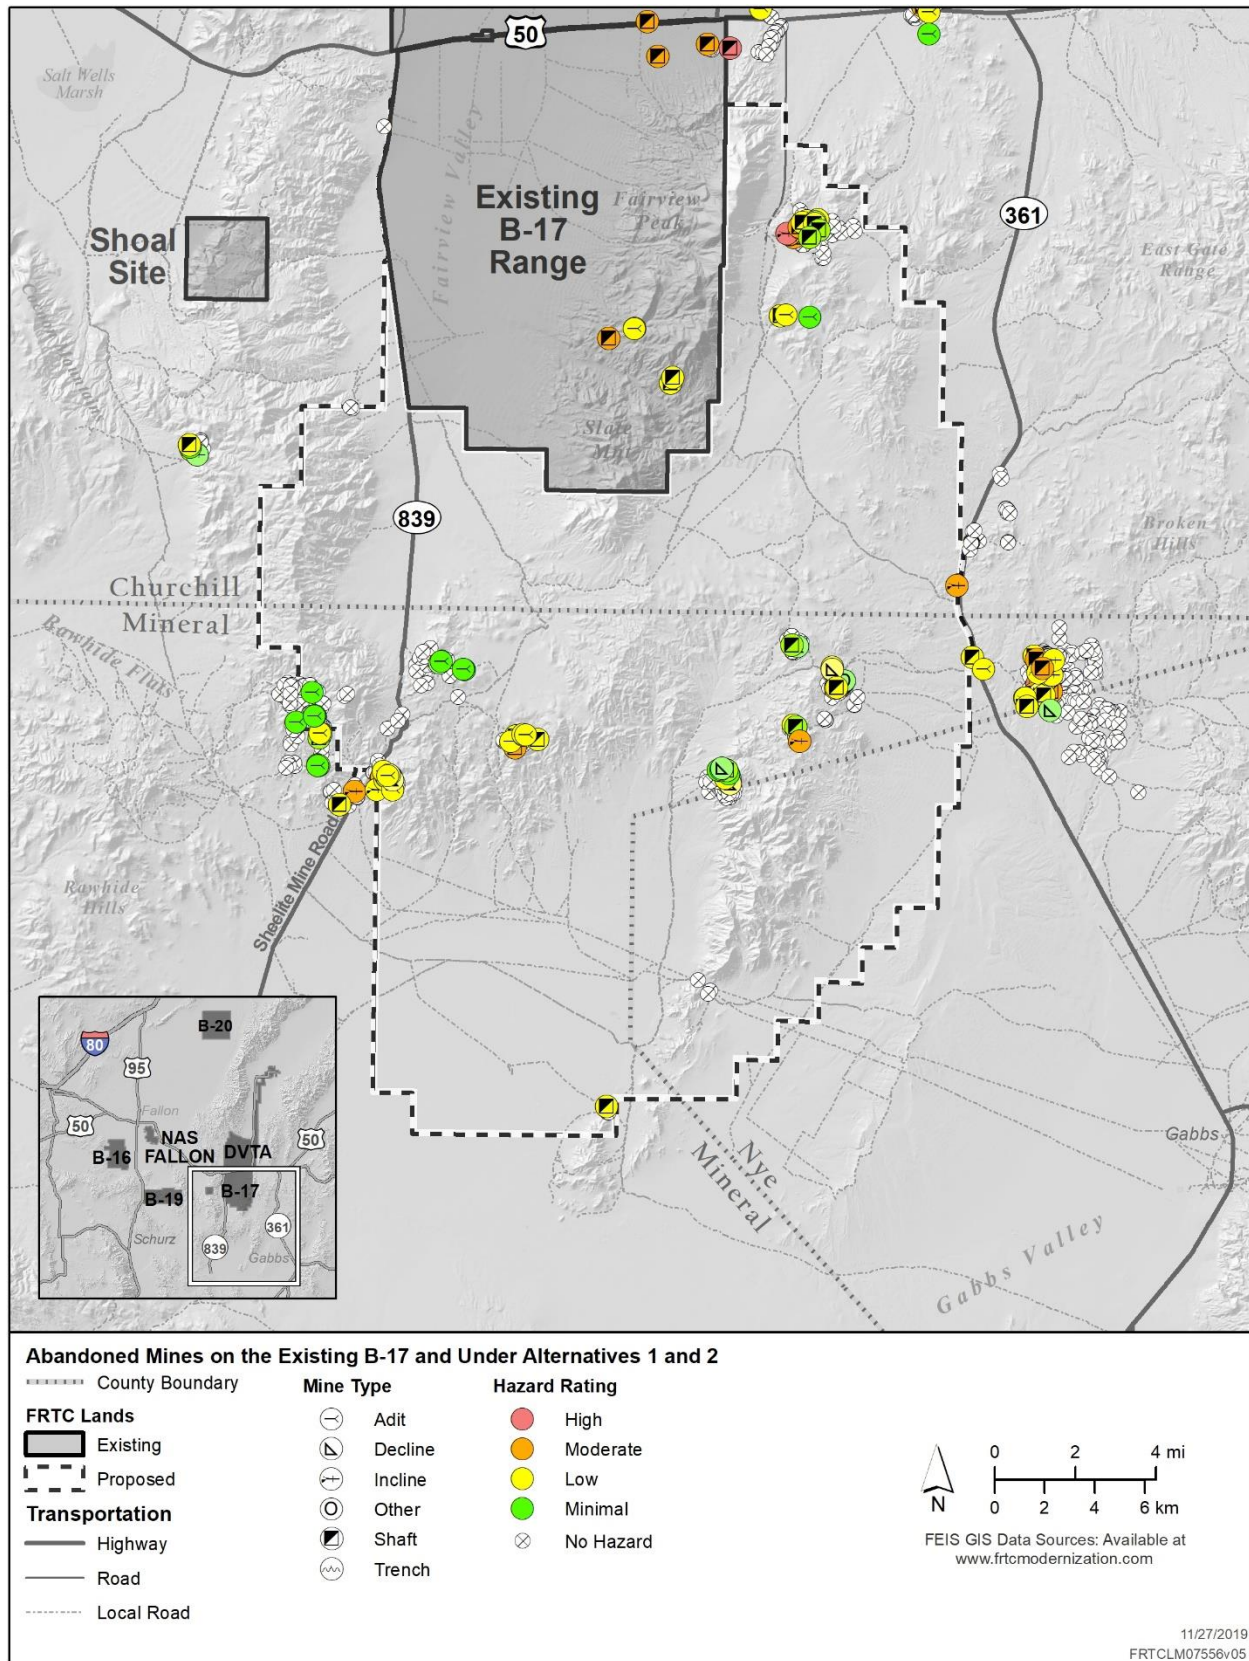 50
Salt Wells
Marsh
Fairview Valley
Existing
B-17
Range
Fairview
Peak
361
Shoal
Site
East Gate
Range
Slate
Mnt
839
Broken
Hills
Churchill
Mineral
Rawhide Flats
Sheelite Mine Road
Rawhide
Hills
Nye
Mineral
Gabbs
Gabbs Valley
B-20
80
95
Fallon
50
NAS
FALLON
DVTA
50
B-16
B-19
B-17
Schurz
839
361
Gabbs
Abandoned Mines on the Existing B-17 and Under Alternatives 1 and 2
County Boundary
FRTC Lands
Existing
Proposed
Transportation
Highway
Road
Local Road
Mine Type
Adit
Decline
Incline
Other
Shaft
Trench
Hazard Rating
High
Moderate
Low
Minimal
No Hazard
N
0 2 4 mi
0 2 4 6 km
FEIS GIS Data Sources: Available at
www.frtcmodernization.com
11/27/2019
FRTCLM07556v05